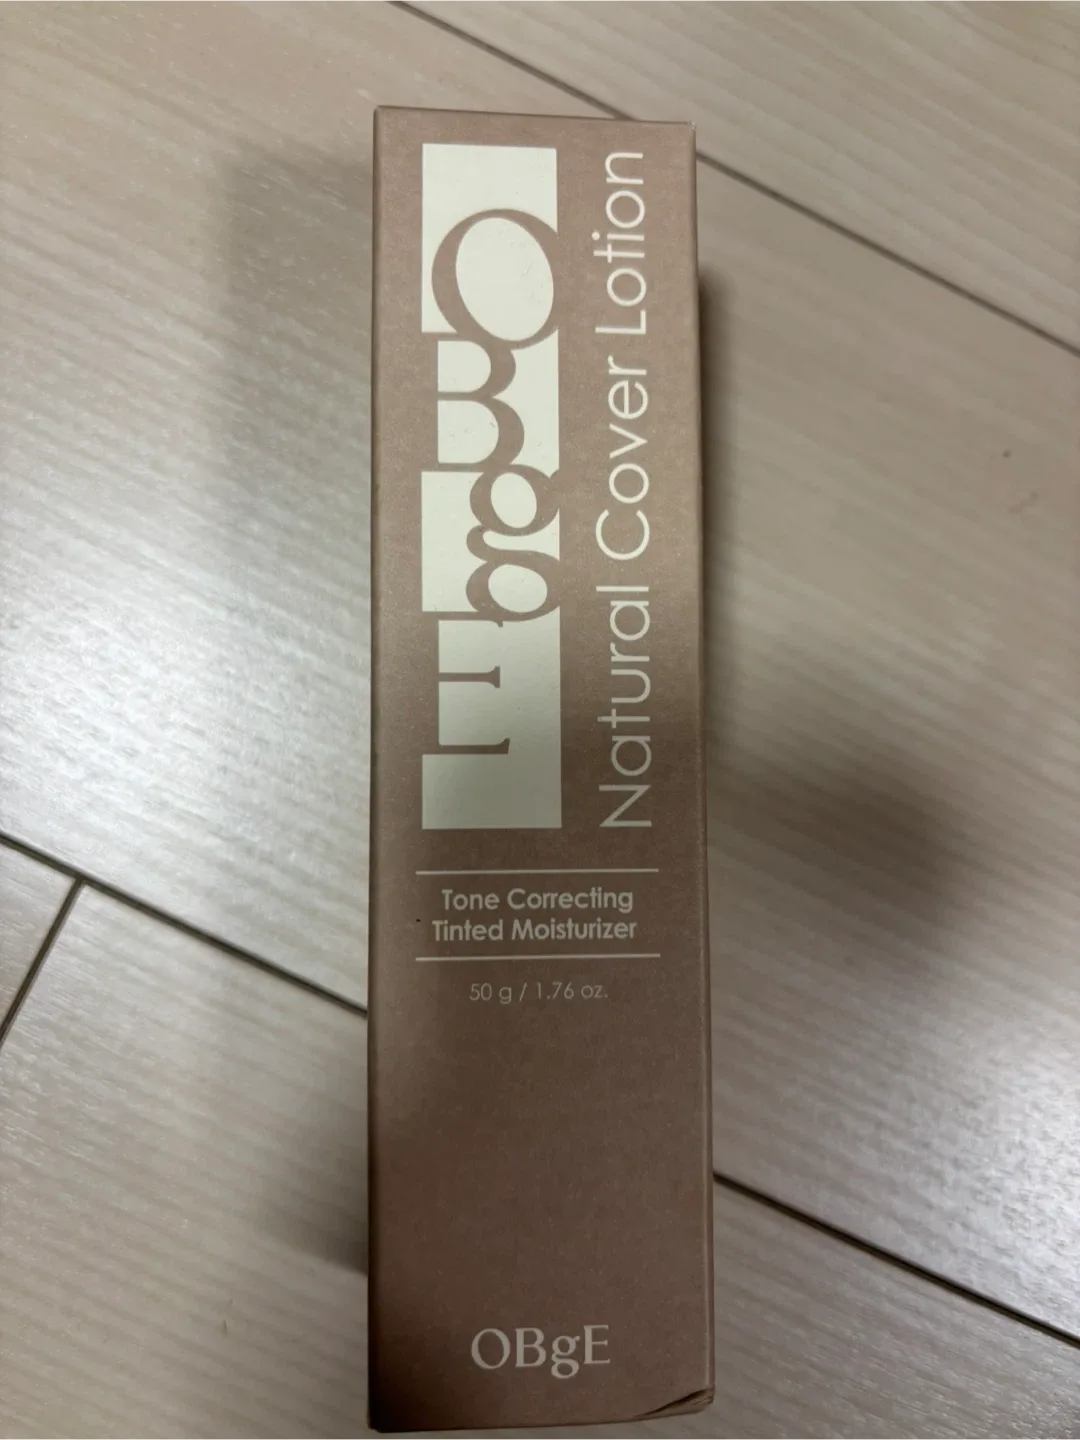 OBgE
Natural Cover Lotion
Tone Correcting
Tinted Moisturizer
50 g / 1.76 oz.
OBgE